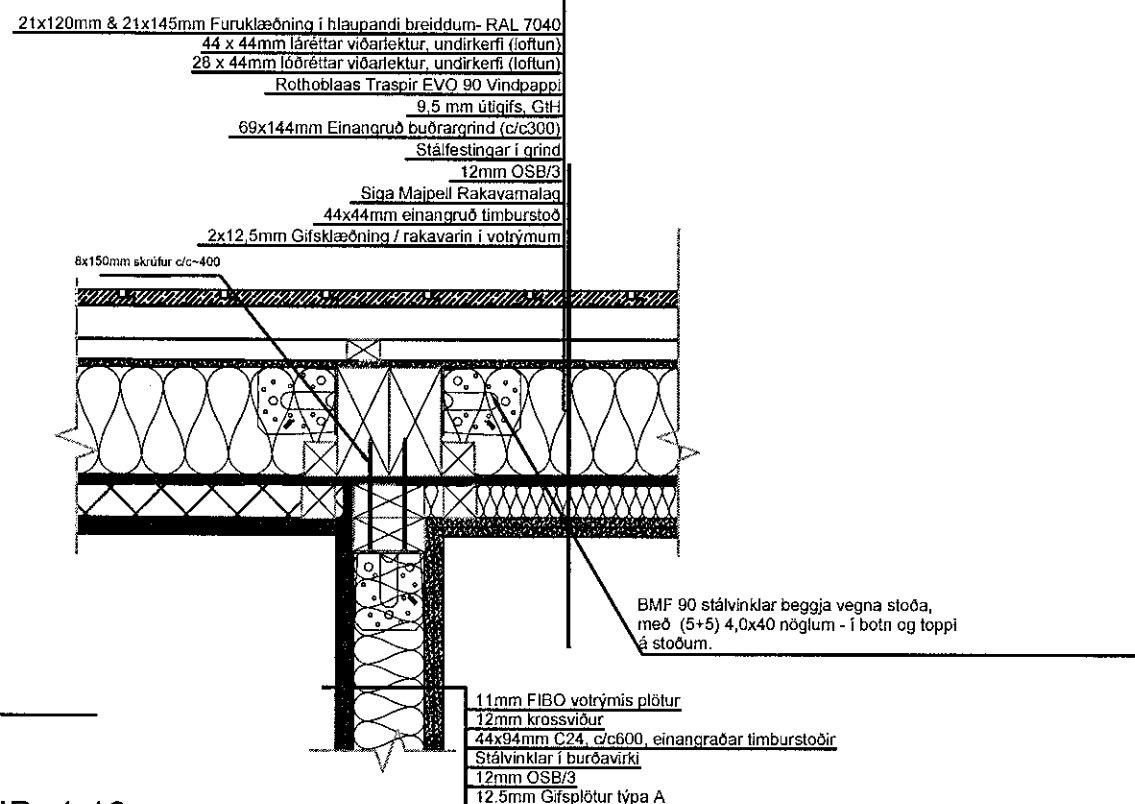 21x120mm & 21x145mm Furuklæðning í hlaupandi breiddum- RAL 7040
44 x 44mm láréttar viðarlektur, undirkerfi (loftun)
28 x 44mm lóðréttar viðarlektur, undirkerfi (loftun)
Rothoblaas Traspir EVO 90 Vindpappi
9,5 mm útigifs, GtH
69x144mm Einangruð buðrargrind (c/c300)
Stálfestingar í grind
12mm OSB/3
Siga Majpell Rakavarnalag
44x44mm einangruð timburstoð
2x12,5mm Gifsklæðning / rakavarin í votrýmum
8x150mm skrúfur c/c~400
BMF 90 stálvinklar beggja vegna stoða,
með (5+5) 4,0x40 nöglum - í botn og toppi
á stoðum.
11mm FIBO votrýmis plötur
12mm krossviður
44x94mm C24, c/c600, einangraðar timburstoðir
Stálvinklar í burðavirki
12mm OSB/3
12.5mm Gifsplötur týpa A